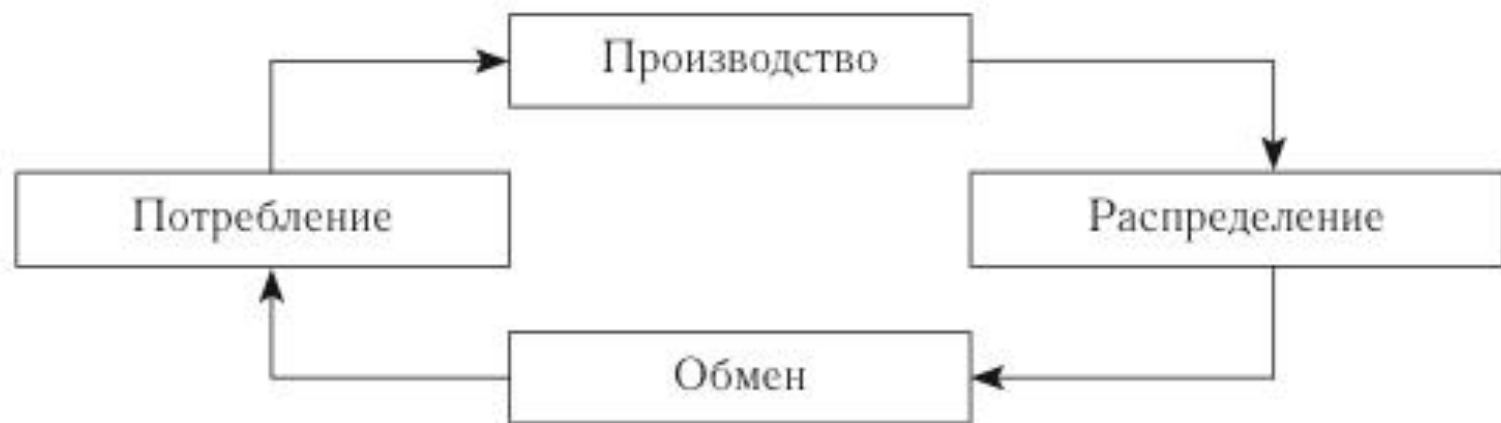 Производство
Потребление
Распределение
Обмен